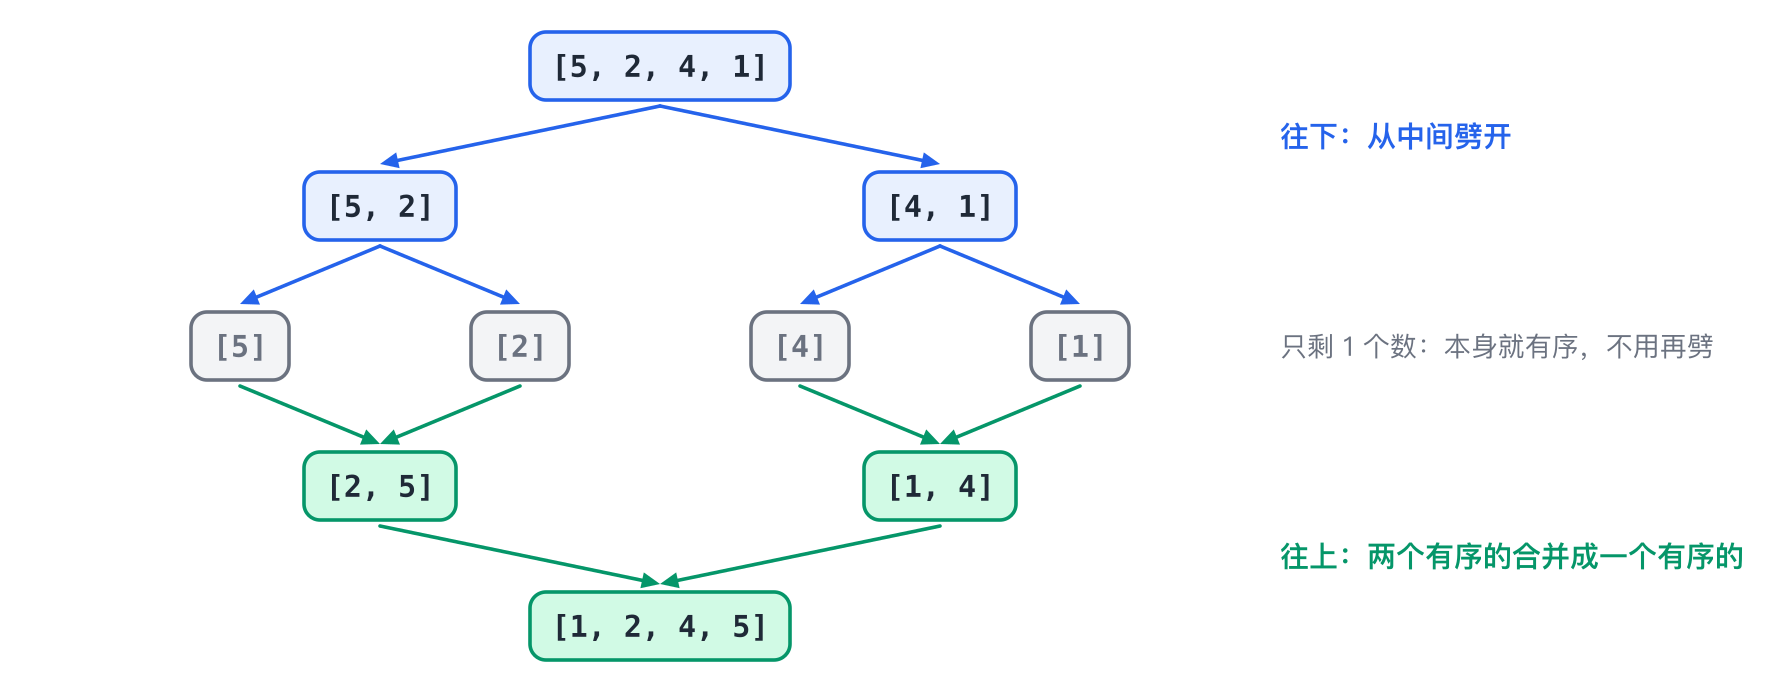 [5, 2, 4, 1]
往下：从中间劈开
[5, 2]
[4, 1]
[5]
[2]
[4]
[1]
只剩 1 个数：本身就有序，不用再劈
[2, 5]
[1, 4]
往上：两个有序的合并成一个有序的
[1, 2, 4, 5]